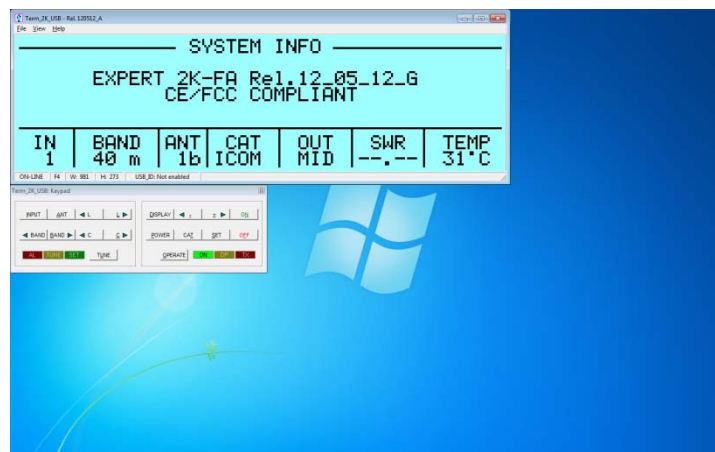 Term_2K_USB - Rel. 120512_A
File View Help
SYSTEM INFO
EXPERT 2K-FA Rel.12_05_12_G
CE/FCC COMPLIANT
IN BAND ANT CAT OUT SWR TEMP
1 40 m 1b ICOM MID --.-- 31°C
ON-LINE F4 W: 981 H: 273 USB_ID: Not enabled
Term_2K_USB: Keypad
INPUT ANT ◄ L L ► DISPLAY ◄ ON
◄ BAND BAND ► ◄ C C ► POWER CAT SET OFF
AL TUNE SET TUNE OPERATE ON OP TX